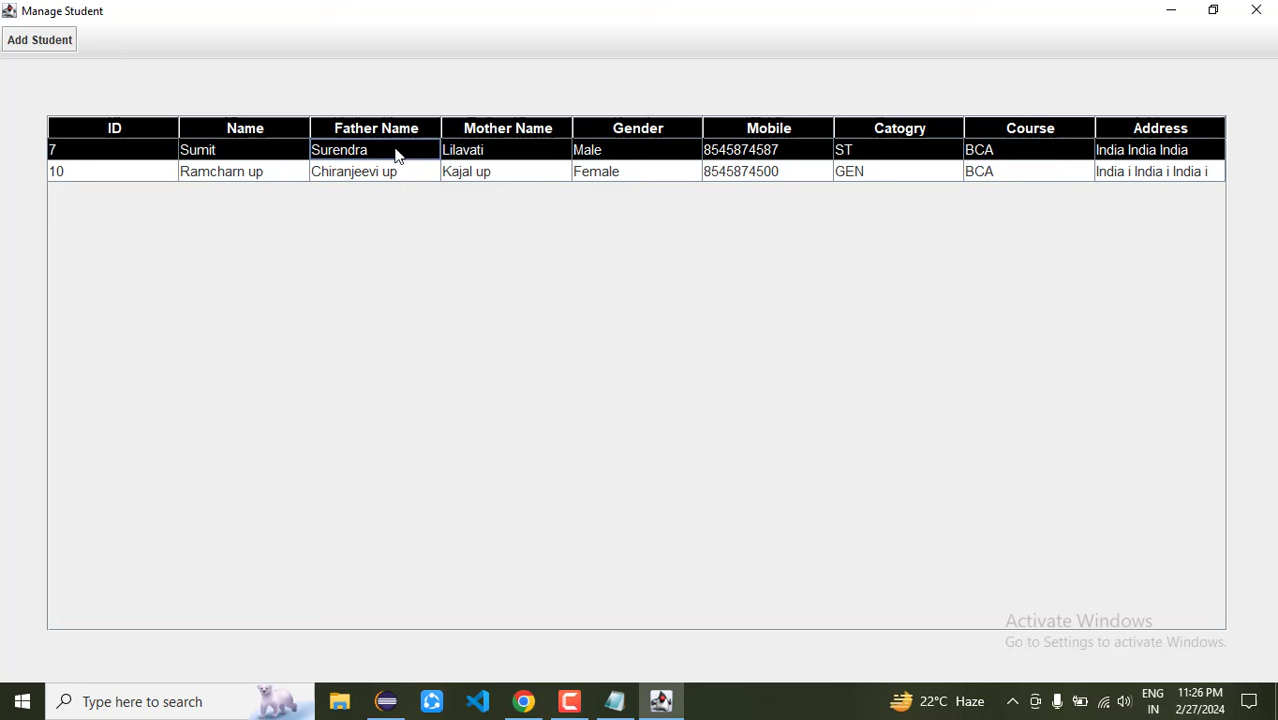 Manage Student
Add Student
ID Name Father Name Mother Name Gender Mobile Catogry Course Address
7 Sumit Surendra Lilavati Male 8545874587 ST BCA India India India
10 Ramcharn up Chiranjeevi up Kajal up Female 8545874500 GEN BCA India i India i India i
Activate Windows
Go to Settings to activate Windows.
Type here to search 22°C Haze ENG IN 11:26 PM 2/27/2024